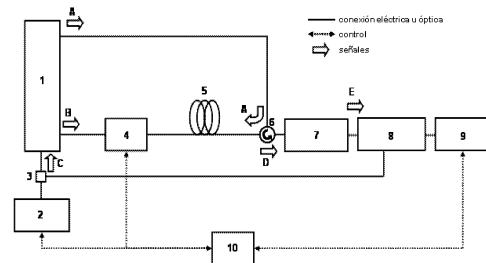 A
conexión eléctrica u óptica
control
señales
1
5
B
A
E
4
6
7
8
9
D
C
3
2
10